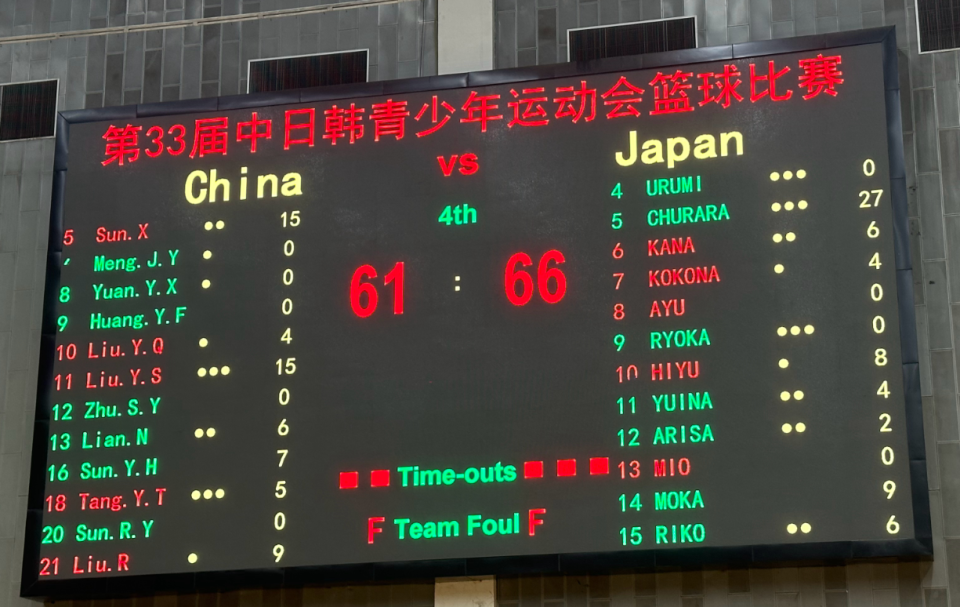 第33届中日韩青少年运动会篮球比赛
China vs Japan
4th
61 : 66
5 Sun.X 15
Meng.J.Y 0
8 Yuan.Y.X 0
9 Huang.Y.F 0
10 Liu.Y.Q 4
11 Liu.Y.S 15
12 Zhu.S.Y 0
13 Lian.N 6
16 Sun.Y.H 7
18 Tang.Y.T 5
20 Sun.R.Y 0
21 Liu.R 9
Time-outs
F Team Foul F
4 URUMI 0
5 CHURARA 27
6 KANA 6
7 KOKONA 4
8 AYU 0
9 RYOKA 0
10 HIYU 8
11 YUINA 4
12 ARISA 2
13 MIO 0
14 MOKA 9
15 RIKO 6